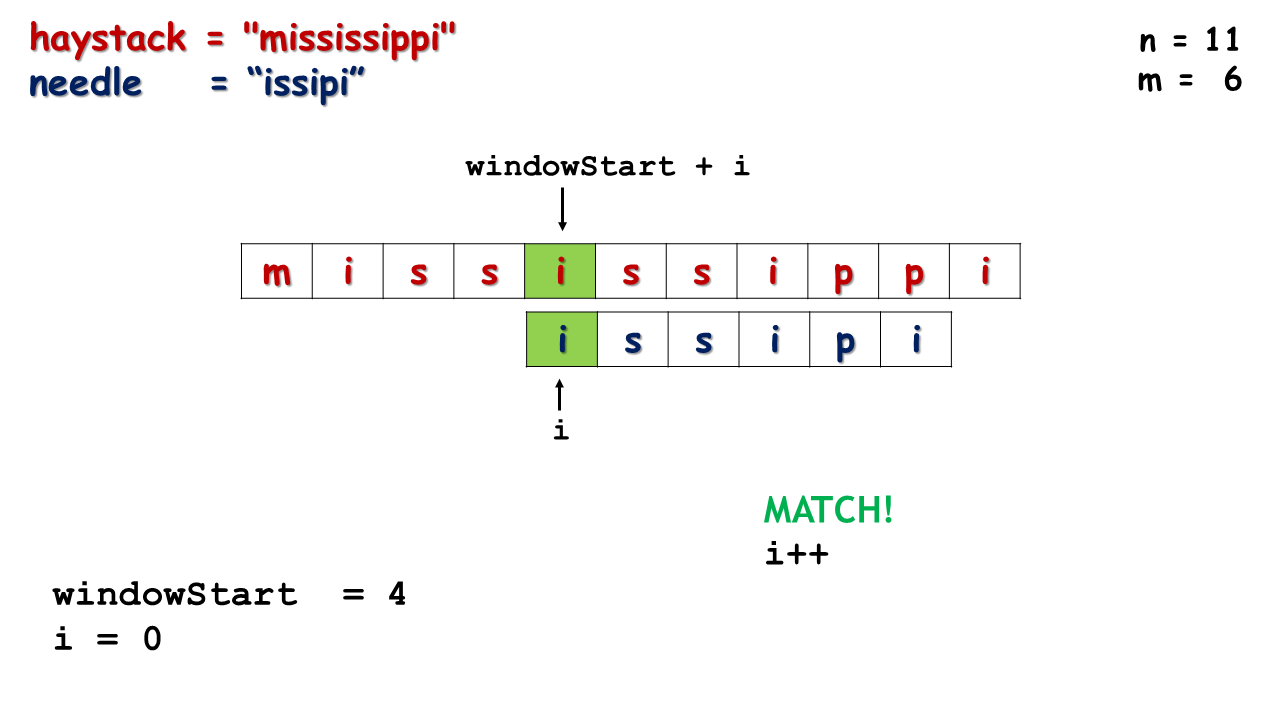 haystack = "mississippi"
needle = “issipi”
n = 11
m = 6
windowStart + i
m i s s i s s i p p i
i s s i p i
i
MATCH!
i++
windowStart = 4
i = 0